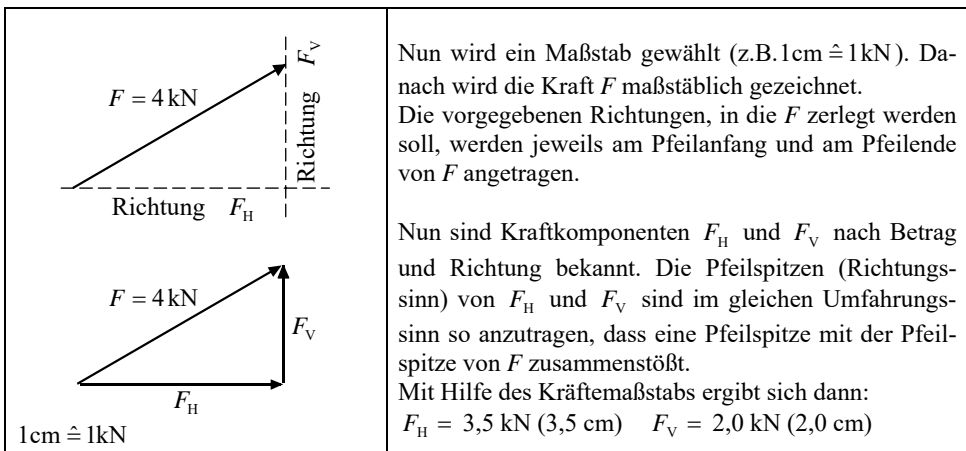 F = 4 kN
Richtung F_V
Richtung F_H
F = 4 kN
F_V
F_H
1cm ≙ 1kN
Nun wird ein Maßstab gewählt (z.B.1cm ≙ 1kN). Da-
nach wird die Kraft F maßstäblich gezeichnet.
Die vorgegebenen Richtungen, in die F zerlegt werden
soll, werden jeweils am Pfeilanfang und am Pfeilende
von F angetragen.
Nun sind Kraftkomponenten F_H und F_V nach Betrag
und Richtung bekannt. Die Pfeilspitzen (Richtungs-
sinn) von F_H und F_V sind im gleichen Umfahrungs-
sinn so anzutragen, dass eine Pfeilspitze mit der Pfeil-
spitze von F zusammenstößt.
Mit Hilfe des Kräftemaßstabs ergibt sich dann:
F_H = 3,5 kN (3,5 cm) F_V = 2,0 kN (2,0 cm)